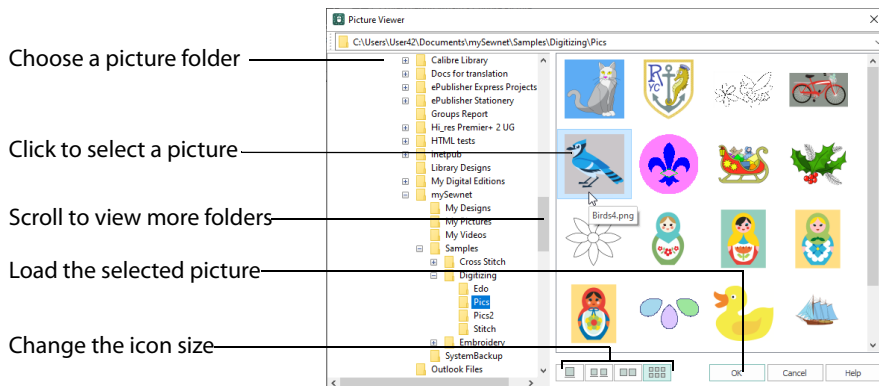 Picture Viewer
C:\Users\User42\Documents\mySewnet\Samples\Digitizing\Pics
Choose a picture folder
Click to select a picture
Scroll to view more folders
Load the selected picture
Change the icon size
Calibre Library
Docs for translation
ePublisher Express Projects
ePublisher Stationery
Groups Report
Hi_res Premier+ 2 UG
HTML tests
inetpub
Library Designs
My Digital Editions
mySewnet
My Designs
My Pictures
My Videos
Samples
Cross Stitch
Digitizing
Edo
Pics
Pics2
Stitch
Embroidery
SystemBackup
Outlook Files
R
YC
Birds4.png
OK
Cancel
Help